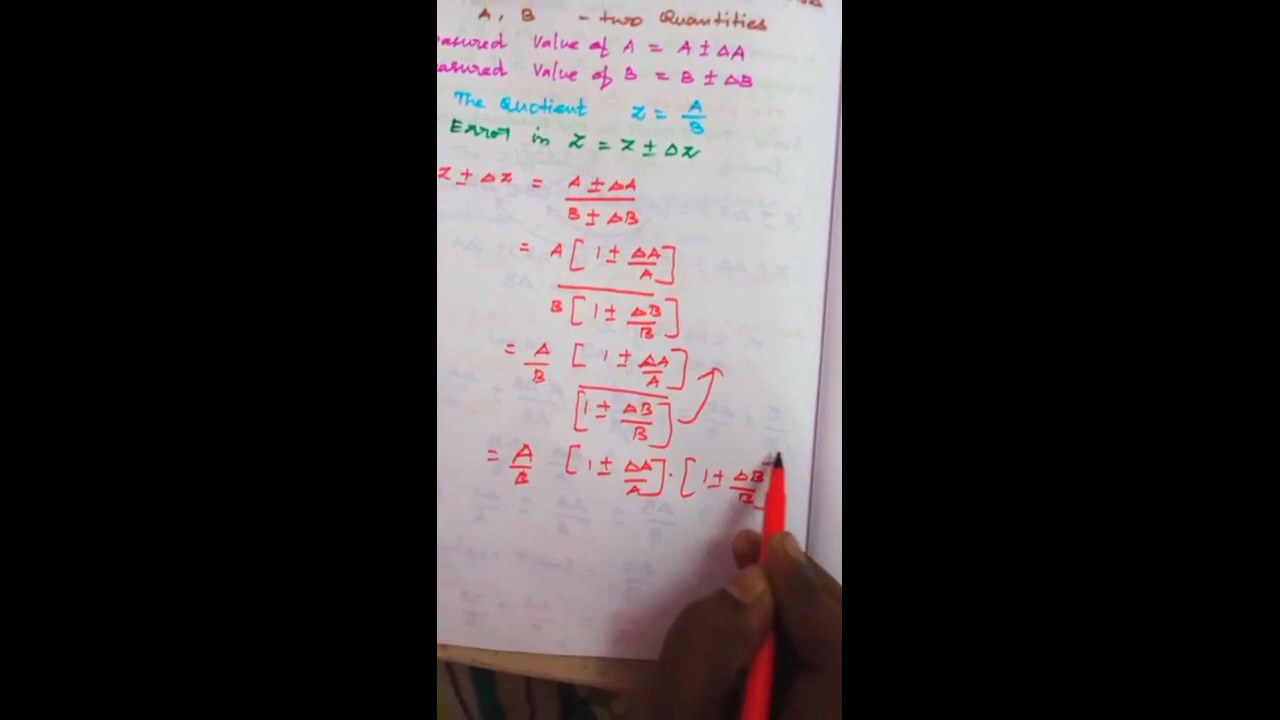 A, B - two Quantities
asured Value of A = A ± ΔA
asured Value of B = B ± ΔB
The Quotient Z = A/B
Error in Z = Z ± ΔZ
Z ± ΔZ = A ± ΔA / B ± ΔB
= A [ 1 ± ΔA/A ]
B [ 1 ± ΔB/B ]
= A/B [ 1 ± ΔA/A ]
[ 1 ± ΔB/B ]
= A/B [ 1 ± ΔA/A ] . [ 1 ± ΔB/B ]